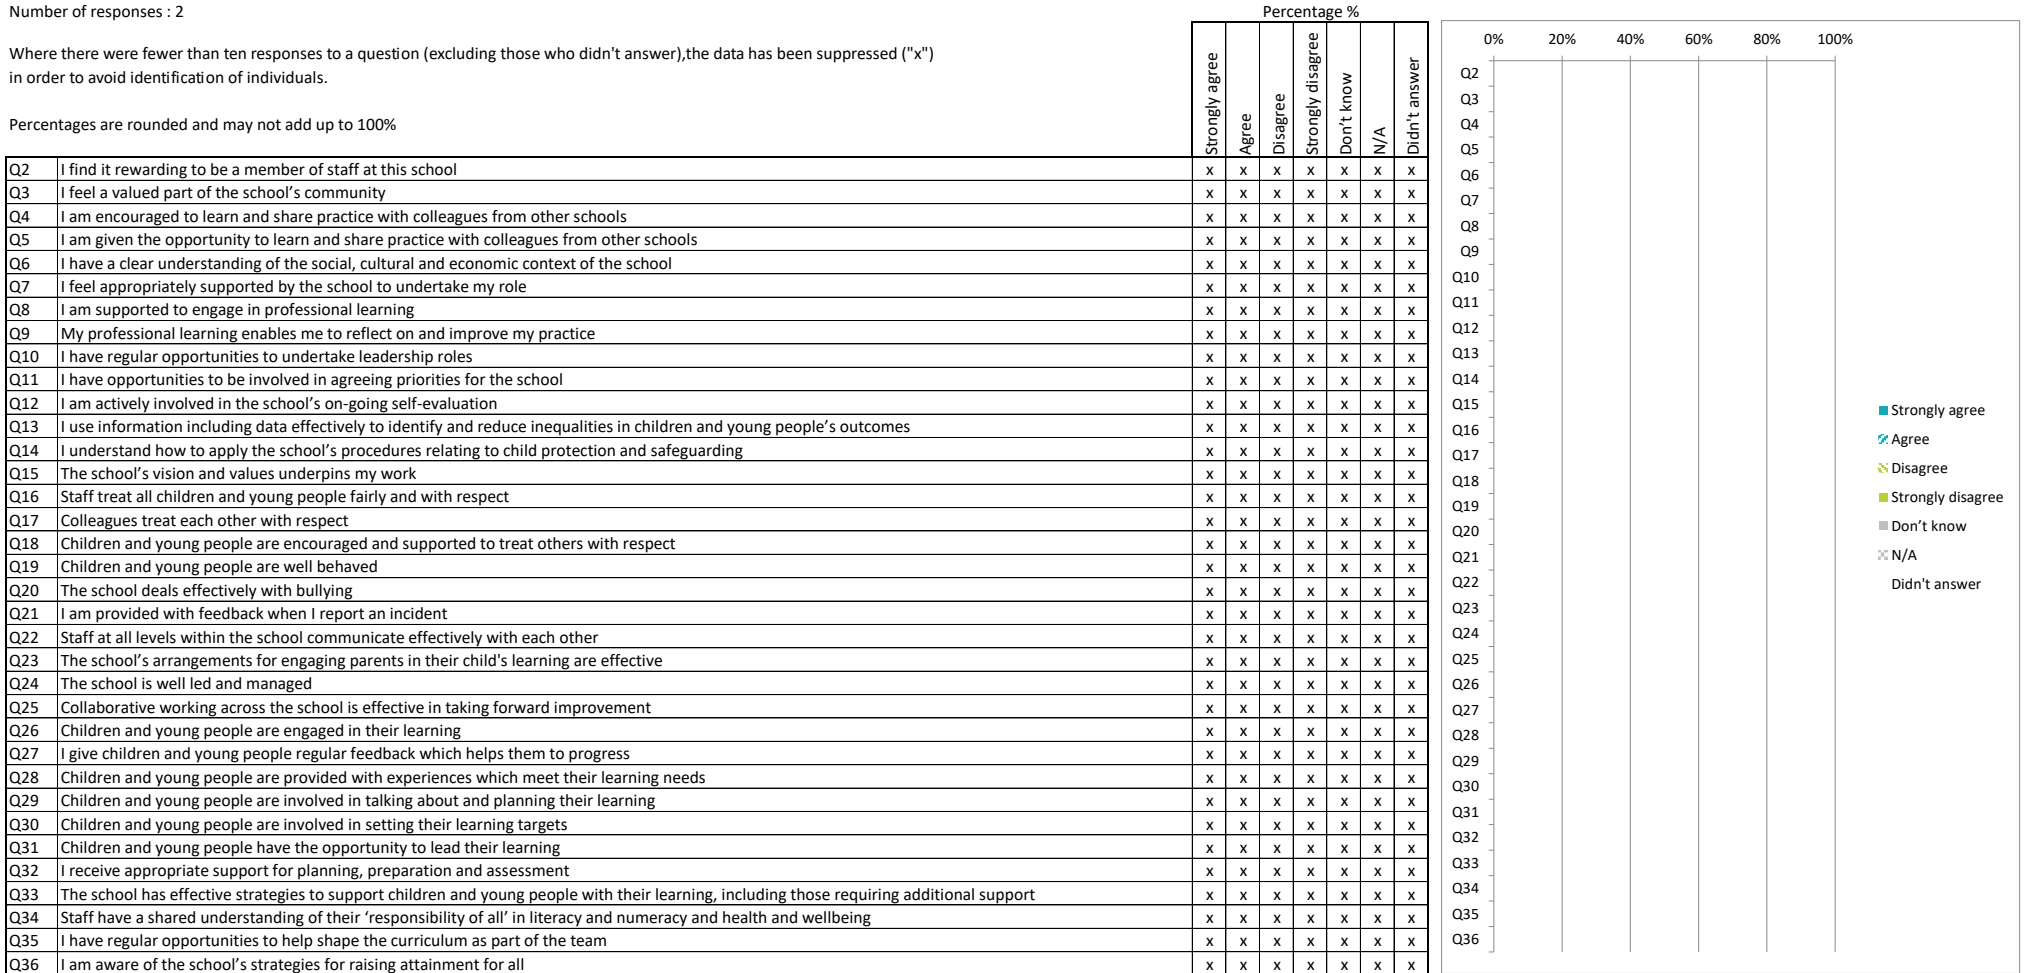 Number of responses : 2
Percentage %
Where there were fewer than ten responses to a question (excluding those who didn't answer),the data has been suppressed ("x")
in order to avoid identification of individuals.
Percentages are rounded and may not add up to 100%
Strongly agree
Agree
Disagree
Strongly disagree
Don't know
N/A
Didn't answer
Q2 I find it rewarding to be a member of staff at this school x x x x x x x
Q3 I feel a valued part of the school’s community x x x x x x x
Q4 I am encouraged to learn and share practice with colleagues from other schools x x x x x x x
Q5 I am given the opportunity to learn and share practice with colleagues from other schools x x x x x x x
Q6 I have a clear understanding of the social, cultural and economic context of the school x x x x x x x
Q7 I feel appropriately supported by the school to undertake my role x x x x x x x
Q8 I am supported to engage in professional learning x x x x x x x
Q9 My professional learning enables me to reflect on and improve my practice x x x x x x x
Q10 I have regular opportunities to undertake leadership roles x x x x x x x
Q11 I have opportunities to be involved in agreeing priorities for the school x x x x x x x
Q12 I am actively involved in the school’s on-going self-evaluation x x x x x x x
Q13 I use information including data effectively to identify and reduce inequalities in children and young people’s outcomes x x x x x x x
Q14 I understand how to apply the school’s procedures relating to child protection and safeguarding x x x x x x x
Q15 The school’s vision and values underpins my work x x x x x x x
Q16 Staff treat all children and young people fairly and with respect x x x x x x x
Q17 Colleagues treat each other with respect x x x x x x x
Q18 Children and young people are encouraged and supported to treat others with respect x x x x x x x
Q19 Children and young people are well behaved x x x x x x x
Q20 The school deals effectively with bullying x x x x x x x
Q21 I am provided with feedback when I report an incident x x x x x x x
Q22 Staff at all levels within the school communicate effectively with each other x x x x x x x
Q23 The school’s arrangements for engaging parents in their child's learning are effective x x x x x x x
Q24 The school is well led and managed x x x x x x x
Q25 Collaborative working across the school is effective in taking forward improvement x x x x x x x
Q26 Children and young people are engaged in their learning x x x x x x x
Q27 I give children and young people regular feedback which helps them to progress x x x x x x x
Q28 Children and young people are provided with experiences which meet their learning needs x x x x x x x
Q29 Children and young people are involved in talking about and planning their learning x x x x x x x
Q30 Children and young people are involved in setting their learning targets x x x x x x x
Q31 Children and young people have the opportunity to lead their learning x x x x x x x
Q32 I receive appropriate support for planning, preparation and assessment x x x x x x x
Q33 The school has effective strategies to support children and young people with their learning, including those requiring additional support x x x x x x x
Q34 Staff have a shared understanding of their ‘responsibility of all’ in literacy and numeracy and health and wellbeing x x x x x x x
Q35 I have regular opportunities to help shape the curriculum as part of the team x x x x x x x
Q36 I am aware of the school’s strategies for raising attainment for all x x x x x x x
0% 20% 40% 60% 80% 100%
Q2
Q3
Q4
Q5
Q6
Q7
Q8
Q9
Q10
Q11
Q12
Q13
Q14
Q15
Q16
Q17
Q18
Q19
Q20
Q21
Q22
Q23
Q24
Q25
Q26
Q27
Q28
Q29
Q30
Q31
Q32
Q33
Q34
Q35
Q36
Strongly agree
Agree
Disagree
Strongly disagree
Don’t know
N/A
Didn't answer